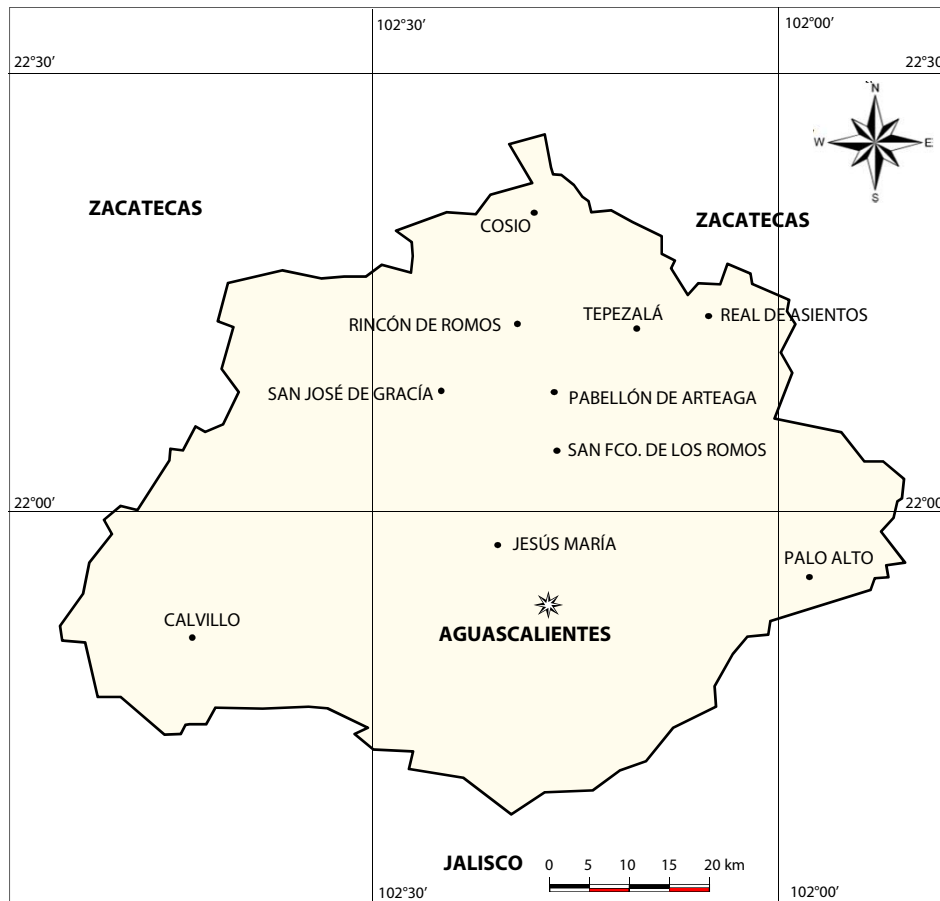 102°30’
102°00’
22°30’
22°30’
N
W
E
S
ZACATECAS
ZACATECAS
COSIO
TEPEZALÁ
REAL DE ASIENTOS
RINCÓN DE ROMOS
SAN JOSÉ DE GRACÍA
PABELLÓN DE ARTEAGA
SAN FCO. DE LOS ROMOS
22°00’
22°00’
JESÚS MARÍA
PALO ALTO
CALVILLO
AGUASCALIENTES
JALISCO
0 5 10 15 20 km
102°30’
102°00’